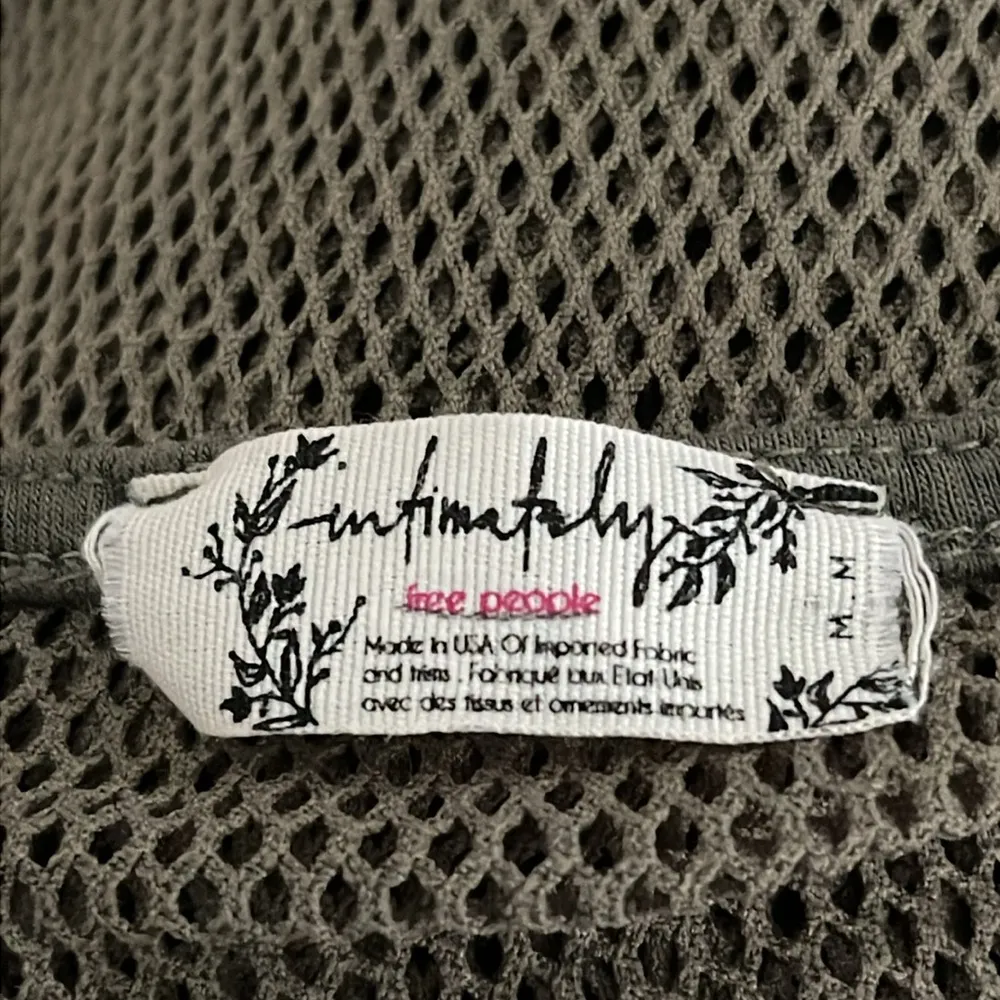 intimately
free people
Made In USA Of Imported Fabric
and trims . Fabriqué aux Etat Unis
avec des tissus et ornements importés
M M